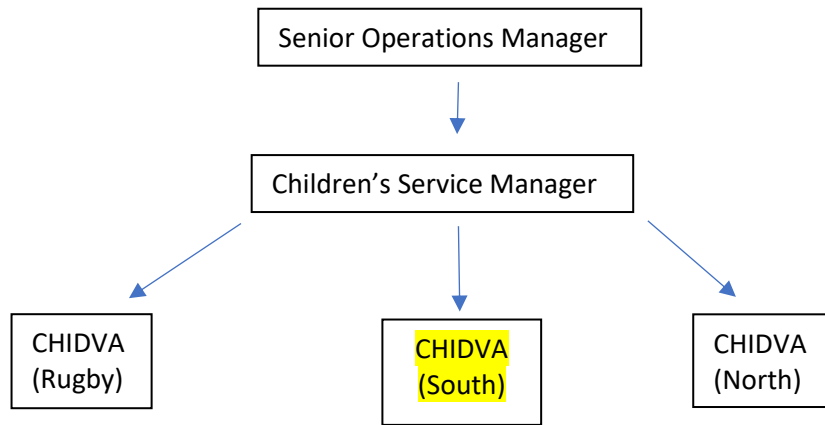 Senior Operations Manager
Children’s Service Manager
CHIDVA
(Rugby)
CHIDVA
(South)
CHIDVA
(North)